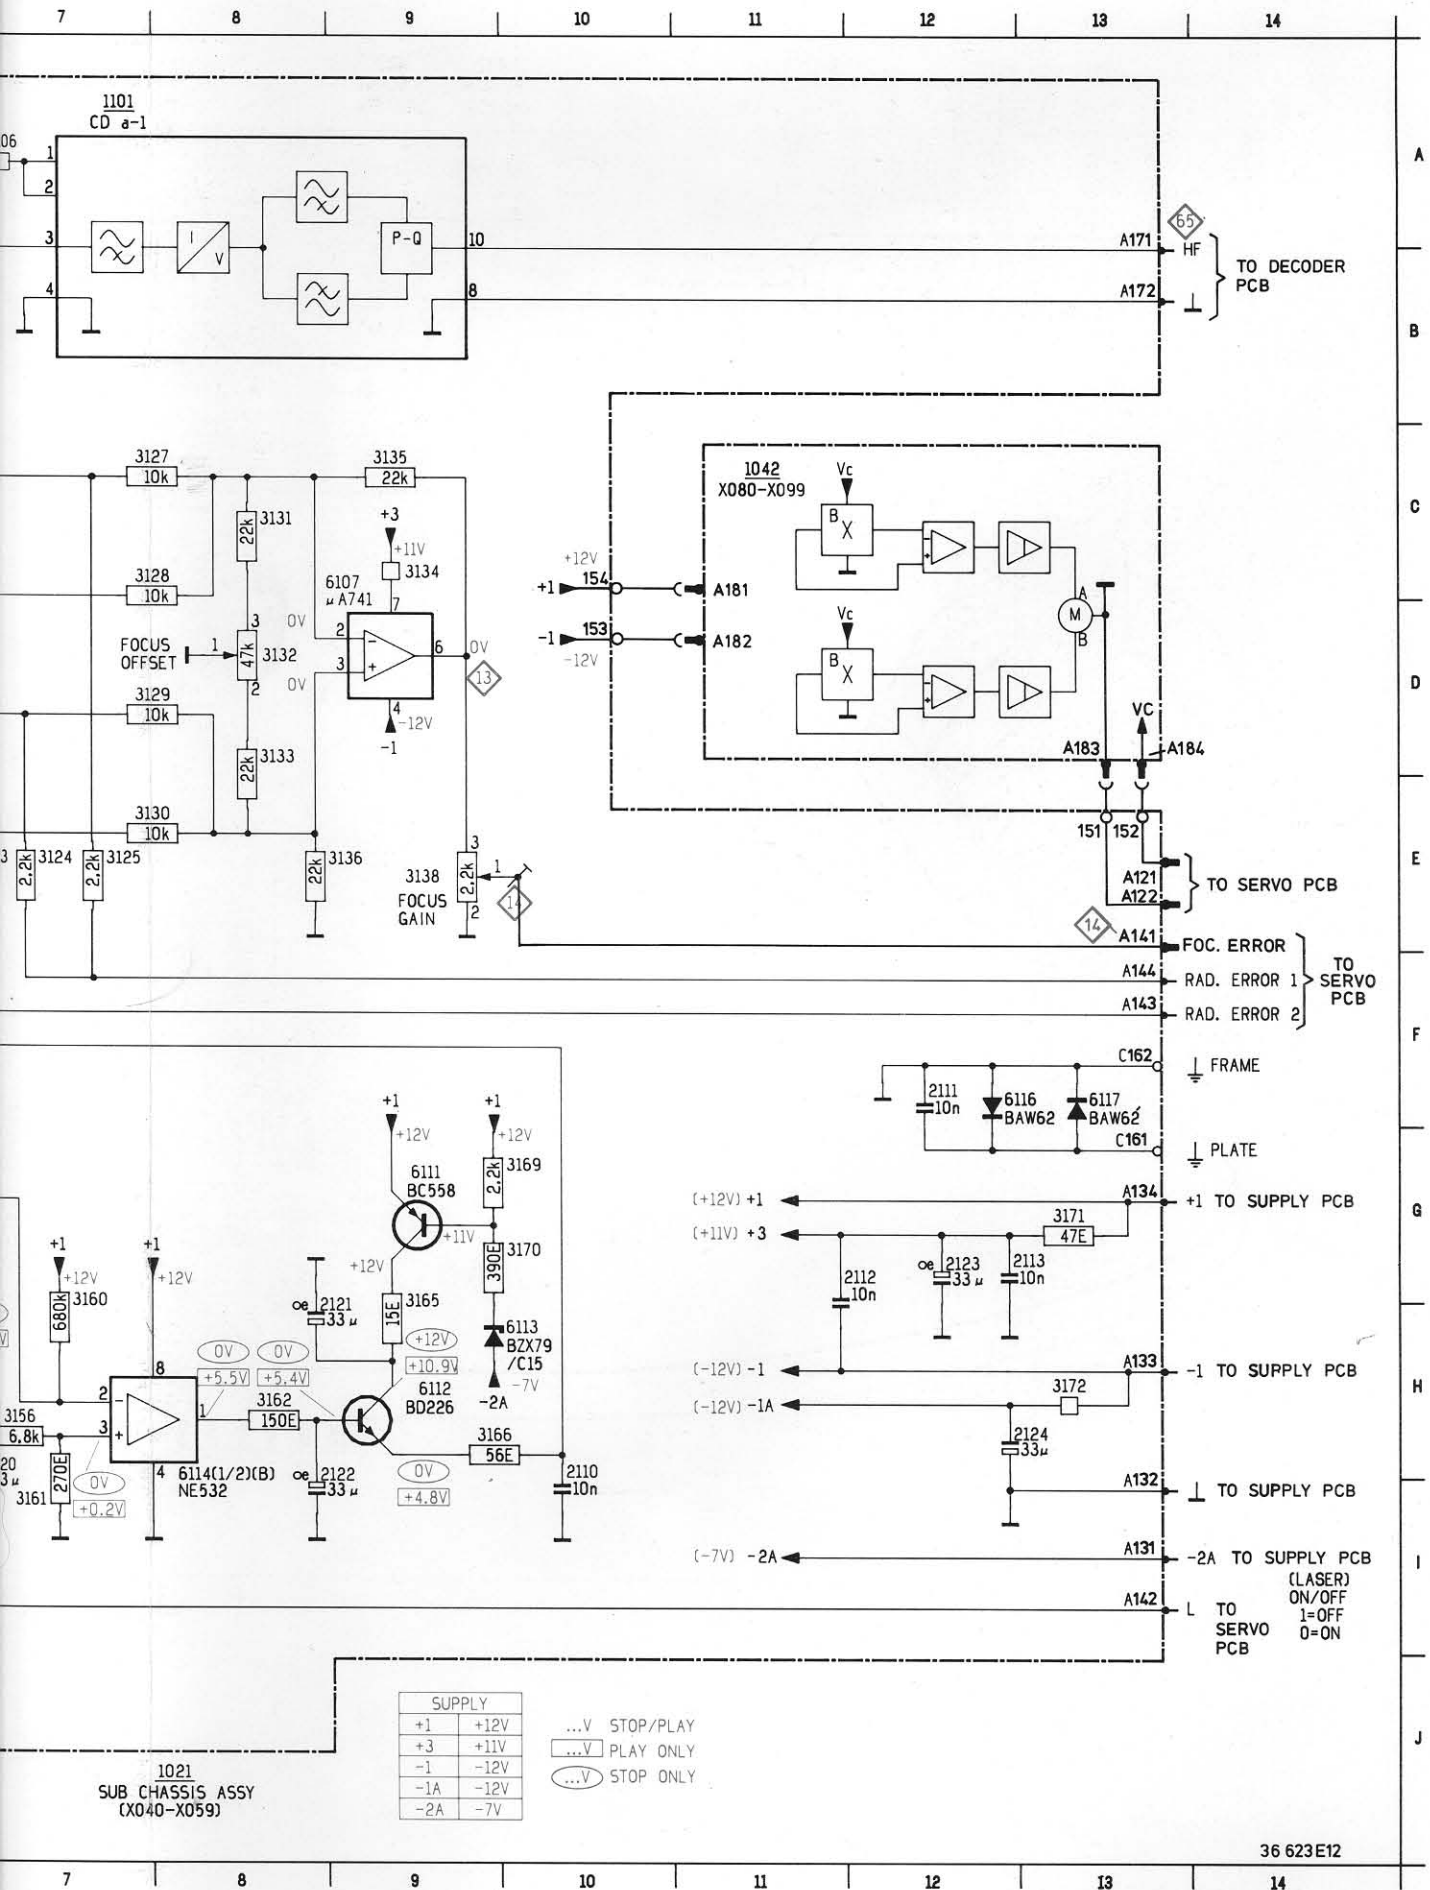 7 8 9 10 11 12 13 14
1101
CD a-1
06
1
2
3
4
I
V
P-Q
10
8
A171
65
HF
A172
TO DECODER
PCB
A
B
3127
10k
3135
22k
3131
22k
+3
+11V
3134
3128
10k
6107
µA741
7
0V
2
3
6
0V
13
FOCUS
OFFSET
1
3
47k
3132
2
0V
4
-12V
-1
3129
10k
3133
22k
3130
10k
3
3124
2.2k
3125
2.2k
3136
22k
3138
FOCUS
GAIN
3
2.2k
1
2
14
1042
X080-X099
Vc
B
X
+12V
+1
154
A181
-1
153
A182
-12V
Vc
B
X
A
M
B
VC
A183
A184
151
152
A121
A122
TO SERVO PCB
14
A141
FOC. ERROR
A144
RAD. ERROR 1
A143
RAD. ERROR 2
TO
SERVO
PCB
C
D
E
F
C162
FRAME
2111
10n
6116
BAW62
6117
BAW62
C161
PLATE
+1
+12V
+1
+12V
6111
BC558
2.2k
3169
+11V
390E
3170
+12V
(+12V) +1
A134
+1 TO SUPPLY PCB
(+11V) +3
3171
47E
2112
10n
oe
2123
33µ
2113
10n
G
+1
+12V
680k
3160
+1
+12V
oe
2121
33µ
15E
3165
6113
BZX79
/C15
-7V
-2A
+12V
+10.9V
0V
+5.5V
0V
+5.4V
6112
BD226
3162
150E
8
2
3
1
4
3156
6.8k
20
3µ
270E
3161
0V
+0.2V
6114(1/2)(B)
NE532
oe
2122
33µ
0V
+4.8V
3166
56E
2110
10n
(-12V) -1
A133
-1 TO SUPPLY PCB
(-12V) -1A
3172
2124
33µ
H
A132
TO SUPPLY PCB
(-7V) -2A
A131
-2A TO SUPPLY PCB
I
(LASER)
ON/OFF
1=OFF
0=ON
A142
L TO
SERVO
PCB
SUPPLY
+1 +12V
+3 +11V
-1 -12V
-1A -12V
-2A -7V
...V STOP/PLAY
...V PLAY ONLY
...V STOP ONLY
J
1021
SUB CHASSIS ASSY
(X040-X059)
36 623E12
7 8 9 10 11 12 13 14